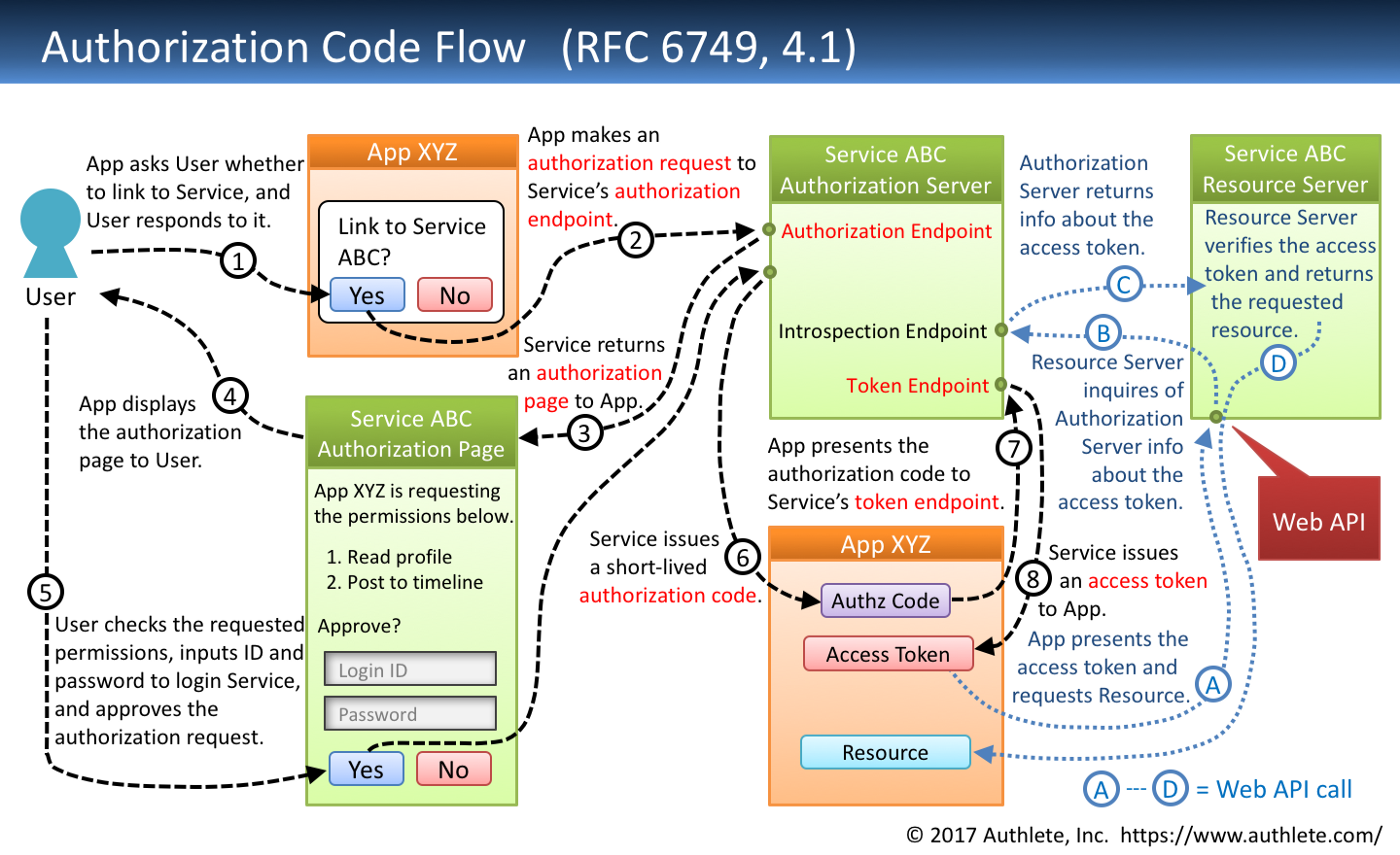 Authorization Code Flow (RFC 6749, 4.1)
App asks User whether
to link to Service, and
User responds to it.
User
1
App XYZ
Link to Service
ABC?
Yes
No
App makes an
authorization request to
Service's authorization
endpoint.
2
Service ABC
Authorization Server
Authorization Endpoint
Introspection Endpoint
Token Endpoint
Authorization
Server returns
info about the
access token.
C
B
Service ABC
Resource Server
Resource Server
verifies the access
token and returns
the requested
resource.
D
Resource Server
inquires of
Authorization
Server info
about the
access token.
Web API
Service returns
an authorization
page to App.
3
4
App displays
the authorization
page to User.
Service ABC
Authorization Page
App XYZ is requesting
the permissions below.
1. Read profile
2. Post to timeline
Approve?
Login ID
Password
Yes
No
5
User checks the requested
permissions, inputs ID and
password to login Service,
and approves the
authorization request.
Service issues
a short-lived
authorization code.
6
App presents the
authorization code to
Service's token endpoint.
7
App XYZ
Authz Code
Access Token
Resource
8
Service issues
an access token
to App.
App presents the
access token and
requests Resource.
A
A --- D = Web API call
© 2017 Authlete, Inc. https://www.authlete.com/